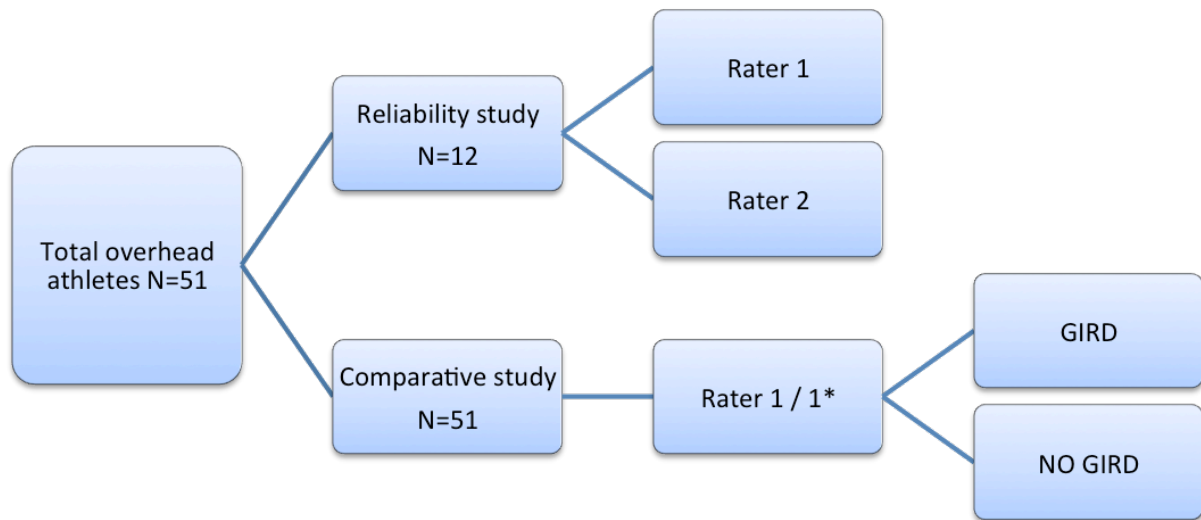 Total overhead
athletes N=51
Reliability study
N=12
Rater 1
Rater 2
Comparative study
N=51
Rater 1 / 1*
GIRD
NO GIRD